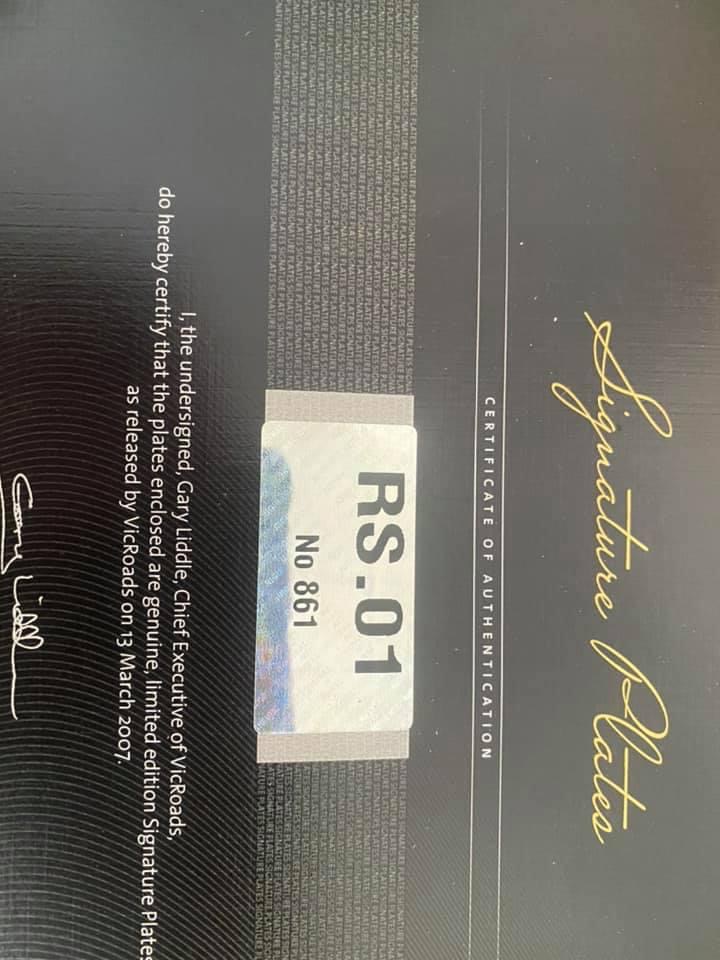 Signature Plates
CERTIFICATE OF AUTHENTICATION
RS.01
No 861
I, the undersigned, Gary Liddle, Chief Executive of VicRoads,
do hereby certify that the plates enclosed are genuine, limited edition Signature Plates
as released by VicRoads on 13 March 2007.